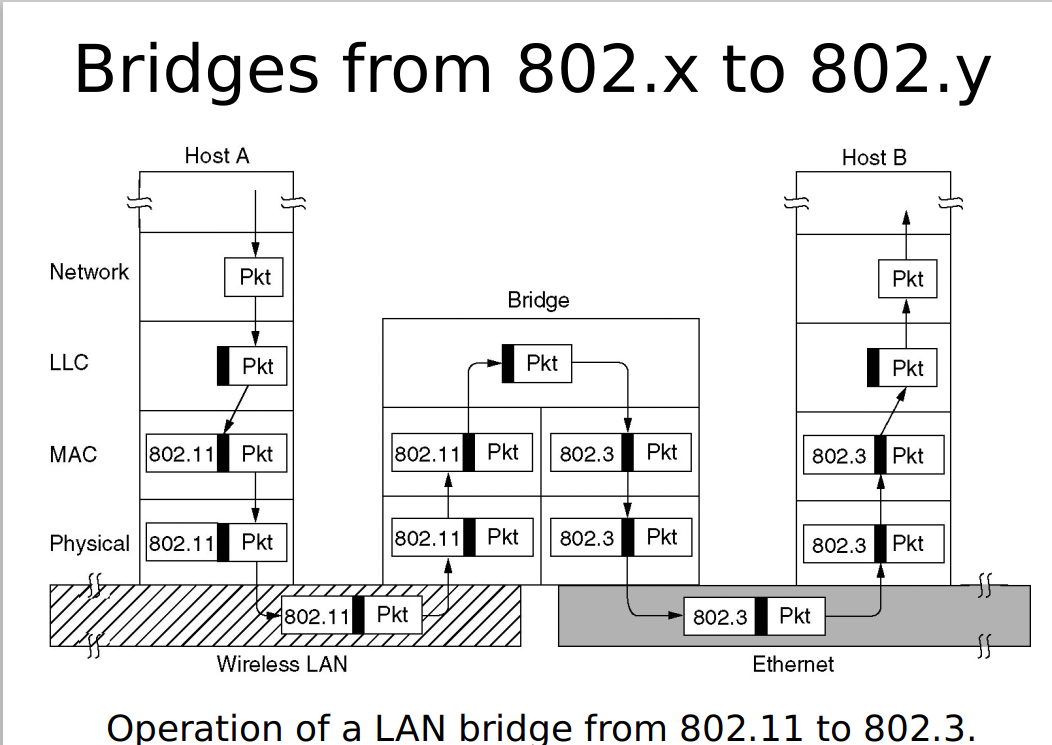 Bridges from 802.x to 802.y
Host A
Host B
Network
Pkt
Pkt
Bridge
LLC
Pkt
Pkt
Pkt
MAC
802.11 Pkt
802.11 Pkt
802.3 Pkt
802.3 Pkt
Physical
802.11 Pkt
802.11 Pkt
802.3 Pkt
802.3 Pkt
802.11 Pkt
802.3 Pkt
Wireless LAN
Ethernet
Operation of a LAN bridge from 802.11 to 802.3.